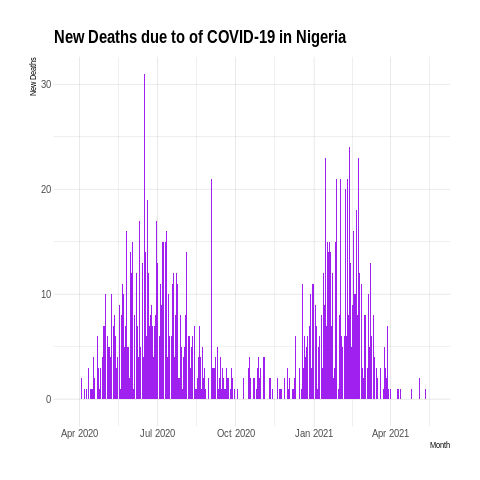 New Deaths due to of COVID-19 in Nigeria
New Deaths
30
20
10
0
Apr 2020 Jul 2020 Oct 2020 Jan 2021 Apr 2021
Month